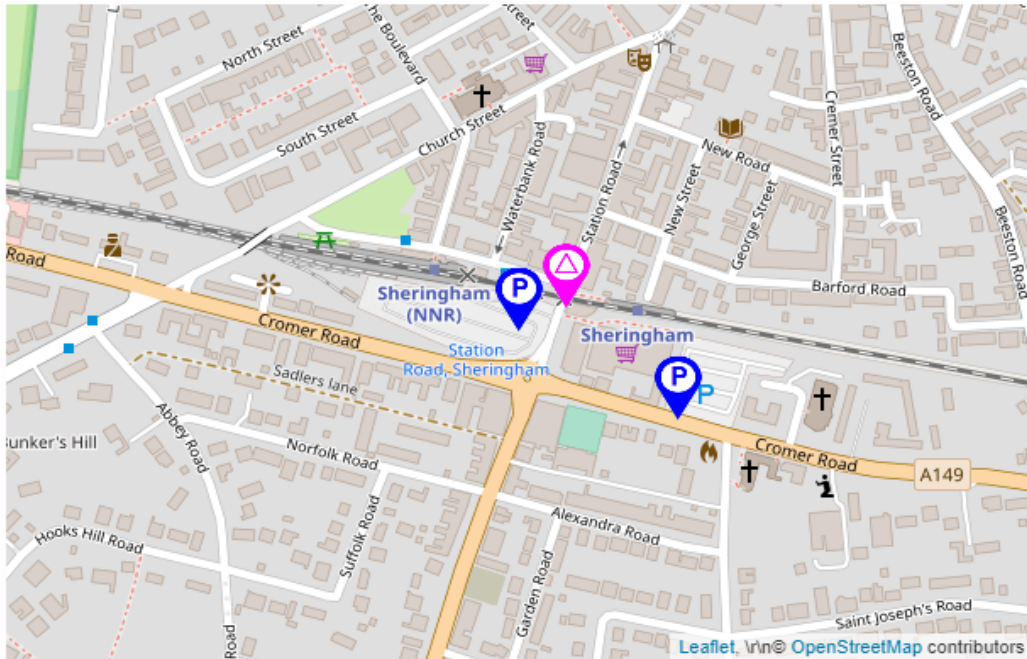 North Street
The Boulevard
South Street
Church Street
Waterbank Road
Station Road
New Road
New Street
George Street
Cremer Street
Beeston Road
Beeston Road
Barford Road
Road
Sheringham
(NNR)
Sheringham
P
P
P
Station
Road, Sheringham
Cromer Road
Sadlers lane
Bunker's Hill
Abbey Road
Norfolk Road
Cromer Road
A149
Hooks Hill Road
Suffolk Road
Alexandra Road
Garden Road
Road
Saint Joseph's Road
Leaflet, \r\n© OpenStreetMap contributors